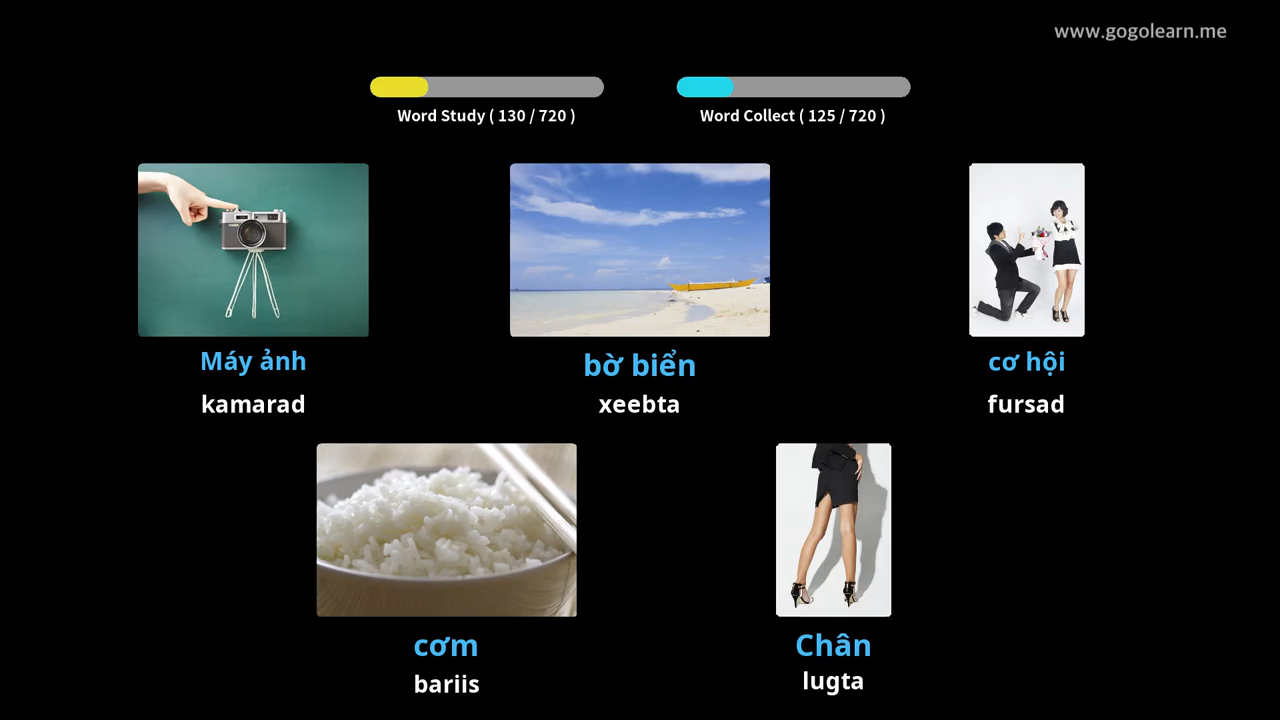 www.gogolearn.me
Word Study ( 130 / 720 )
Word Collect ( 125 / 720 )
Máy ảnh
kamarad
bờ biển
xeebta
cơ hội
fursad
cơm
bariis
Chân
lugta